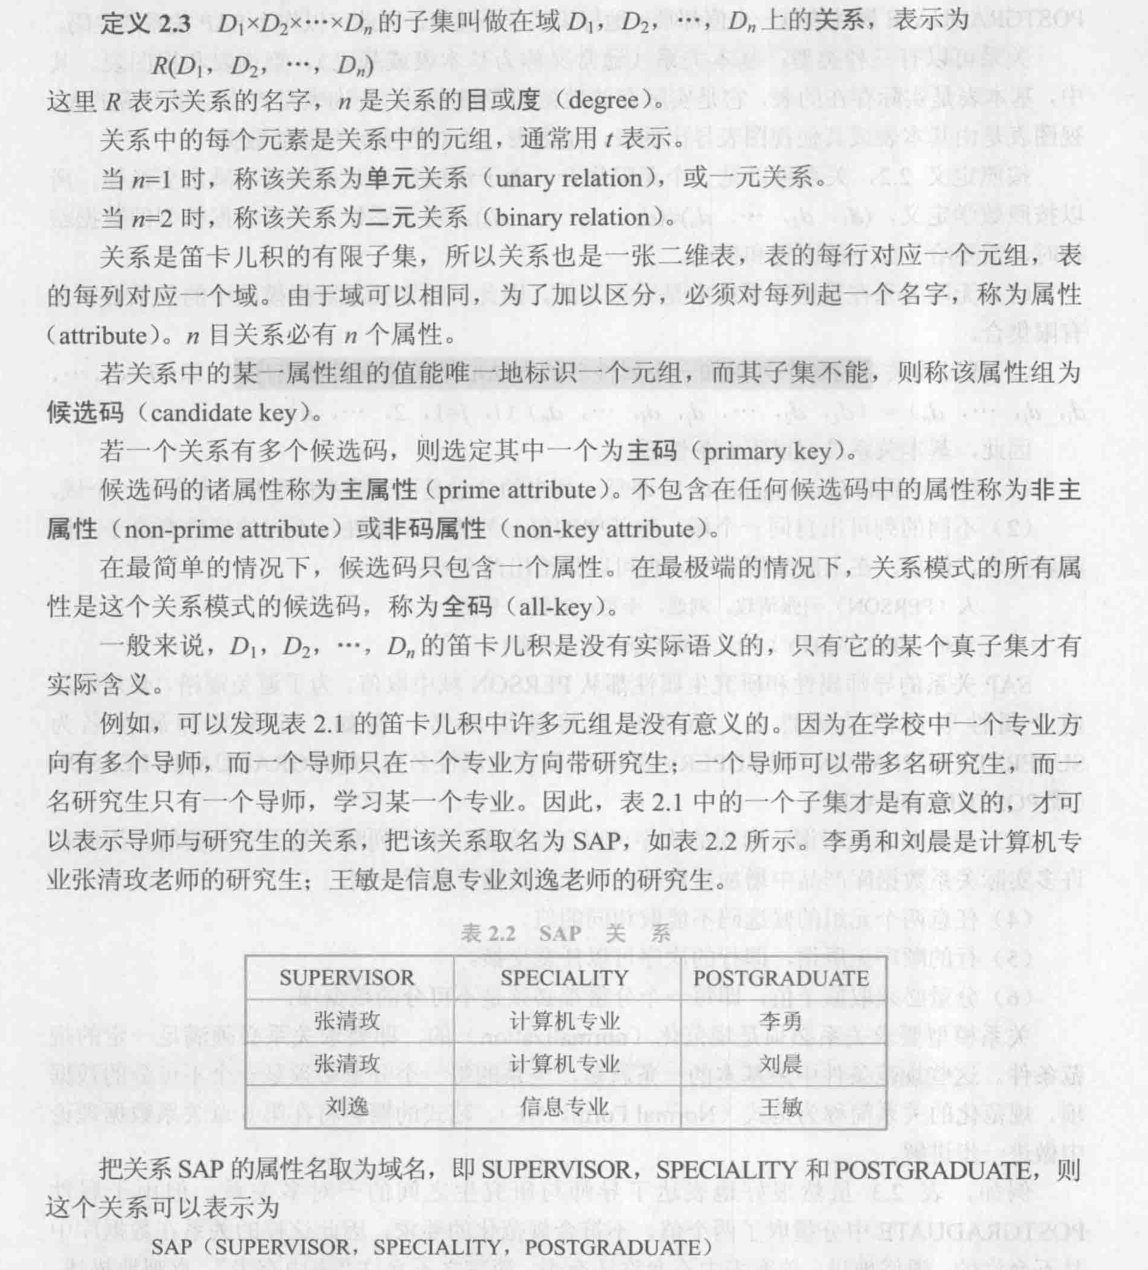 定义 2.3 D₁×D₂×…×Dₙ的子集叫做在域 D₁，D₂，…，Dₙ上的关系，表示为
R(D₁，D₂，…，Dₙ)
这里 R 表示关系的名字，n 是关系的目或度（degree）。
关系中的每个元素是关系中的元组，通常用 t 表示。
当 n=1 时，称该关系为单元关系（unary relation），或一元关系。
当 n=2 时，称该关系为二元关系（binary relation）。
关系是笛卡儿积的有限子集，所以关系也是一张二维表，表的每行对应一个元组，表
的每列对应一个域。由于域可以相同，为了加以区分，必须对每列起一个名字，称为属性
（attribute）。n 目关系必有 n 个属性。
若关系中的某一属性组的值能唯一地标识一个元组，而其子集不能，则称该属性组为
候选码（candidate key）。
若一个关系有多个候选码，则选定其中一个为主码（primary key）。
候选码的诸属性称为主属性（prime attribute）。不包含在任何候选码中的属性称为非主
属性（non-prime attribute）或非码属性（non-key attribute）。
在最简单的情况下，候选码只包含一个属性。在最极端的情况下，关系模式的所有属
性是这个关系模式的候选码，称为全码（all-key）。
一般来说，D₁，D₂，…，Dₙ的笛卡儿积是没有实际语义的，只有它的某个真子集才有
实际含义。
例如，可以发现表 2.1 的笛卡儿积中许多元组是没有意义的。因为在学校中一个专业方
向有多个导师，而一个导师只在一个专业方向带研究生；一个导师可以带多名研究生，而一
名研究生只有一个导师，学习某一个专业。因此，表 2.1 中的一个子集才是有意义的，才可
以表示导师与研究生的关系，把该关系取名为 SAP，如表 2.2 所示。李勇和刘晨是计算机专
业张清玫老师的研究生；王敏是信息专业刘逸老师的研究生。
表 2.2 SAP 关 系
SUPERVISOR SPECIALITY POSTGRADUATE
张清玫 计算机专业 李勇
张清玫 计算机专业 刘晨
刘逸 信息专业 王敏
把关系 SAP 的属性名取为域名，即 SUPERVISOR，SPECIALITY 和 POSTGRADUATE，则
这个关系可以表示为
SAP（SUPERVISOR，SPECIALITY，POSTGRADUATE）